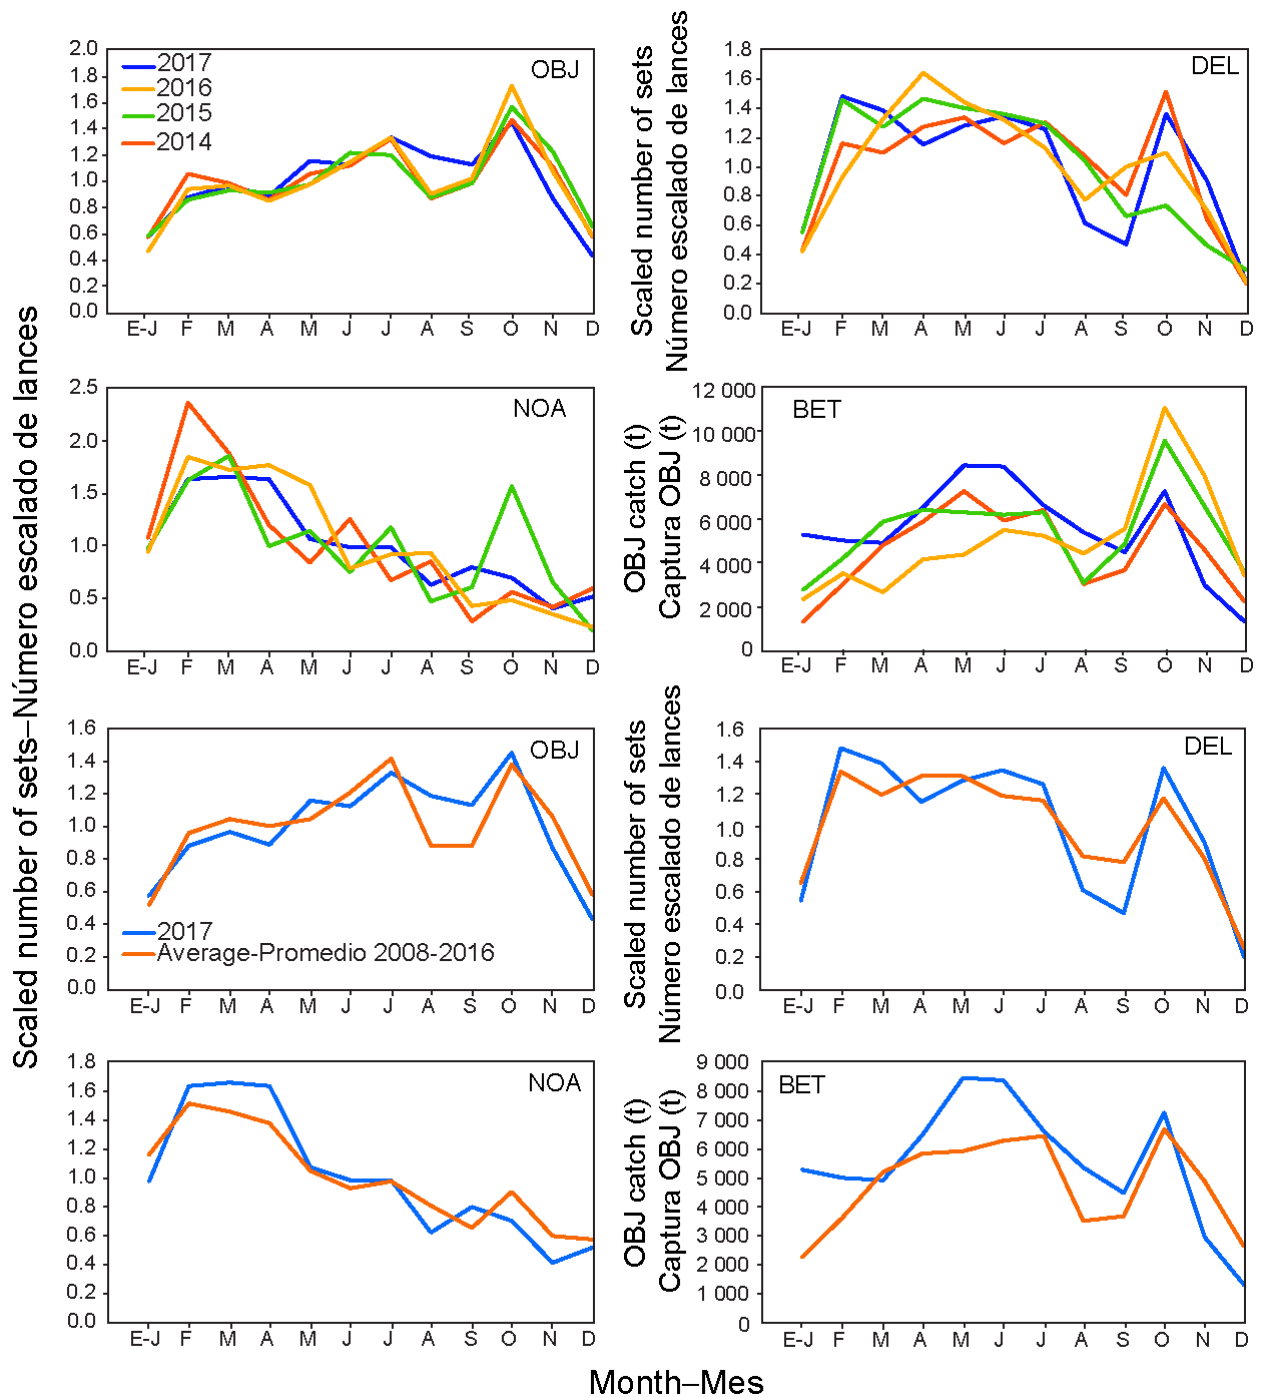 Scaled number of sets–Número escalado de lances
2.0
1.8
1.6
1.4
1.2
1.0
0.8
0.6
0.4
0.2
0.0
2017
2016
2015
2014
OBJ
E-J F M A M J J A S O N D
Scaled number of sets
Número escalado de lances
1.8
1.6
1.4
1.2
1.0
0.8
0.6
0.4
0.2
0.0
DEL
E-J F M A M J J A S O N D
2.5
2.0
1.5
1.0
0.5
0.0
NOA
E-J F M A M J J A S O N D
OBJ catch (t)
Captura OBJ (t)
12 000
10 000
8 000
6 000
4 000
2 000
0
BET
E-J F M A M J J A S O N D
1.6
1.4
1.2
1.0
0.8
0.6
0.4
0.2
0.0
OBJ
2017
Average-Promedio 2008-2016
E-J F M A M J J A S O N D
Scaled number of sets
Número escalado de lances
1.6
1.4
1.2
1.0
0.8
0.6
0.4
0.2
0.0
DEL
E-J F M A M J J A S O N D
1.8
1.6
1.4
1.2
1.0
0.8
0.6
0.4
0.2
0.0
NOA
E-J F M A M J J A S O N D
OBJ catch (t)
Captura OBJ (t)
9 000
8 000
7 000
6 000
5 000
4 000
3 000
2 000
1 000
0
BET
E-J F M A M J J A S O N D
Month–Mes